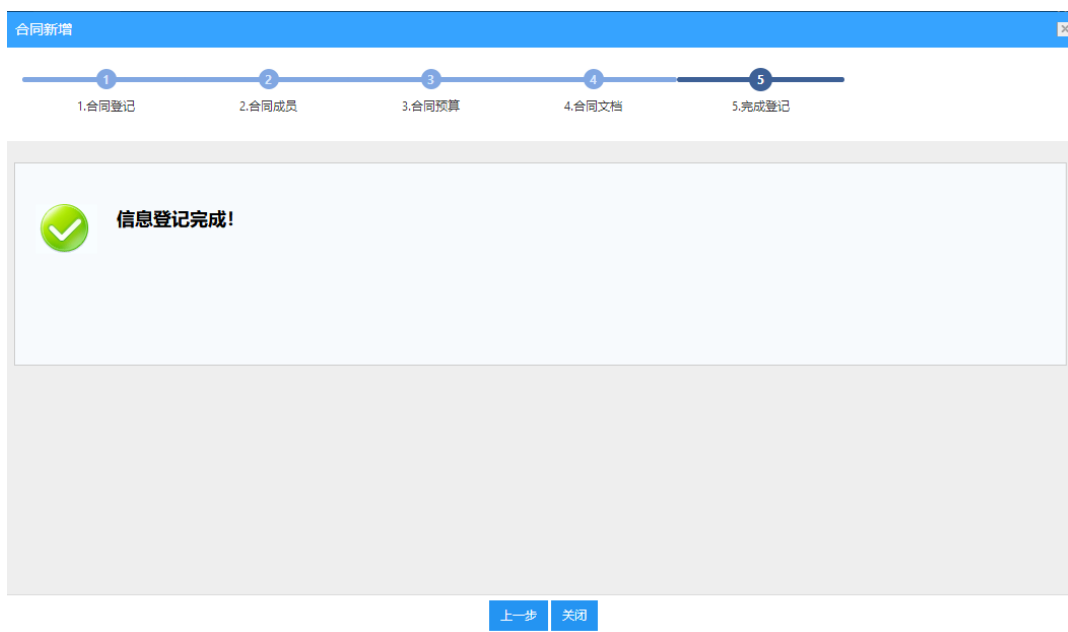 合同新增
1 2 3 4 5
1.合同登记 2.合同成员 3.合同预算 4.合同文档 5.完成登记
信息登记完成!
上一步 关闭